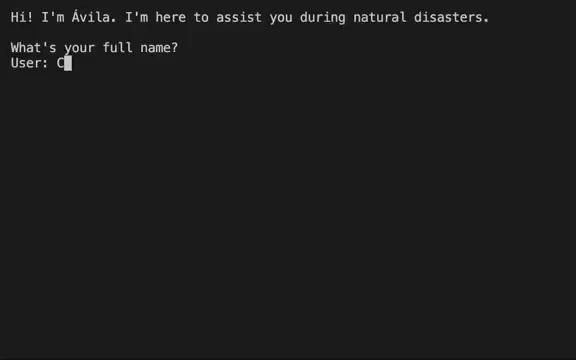 Hi! I'm Ávila. I'm here to assist you during natural disasters.
What's your full name?
User: C